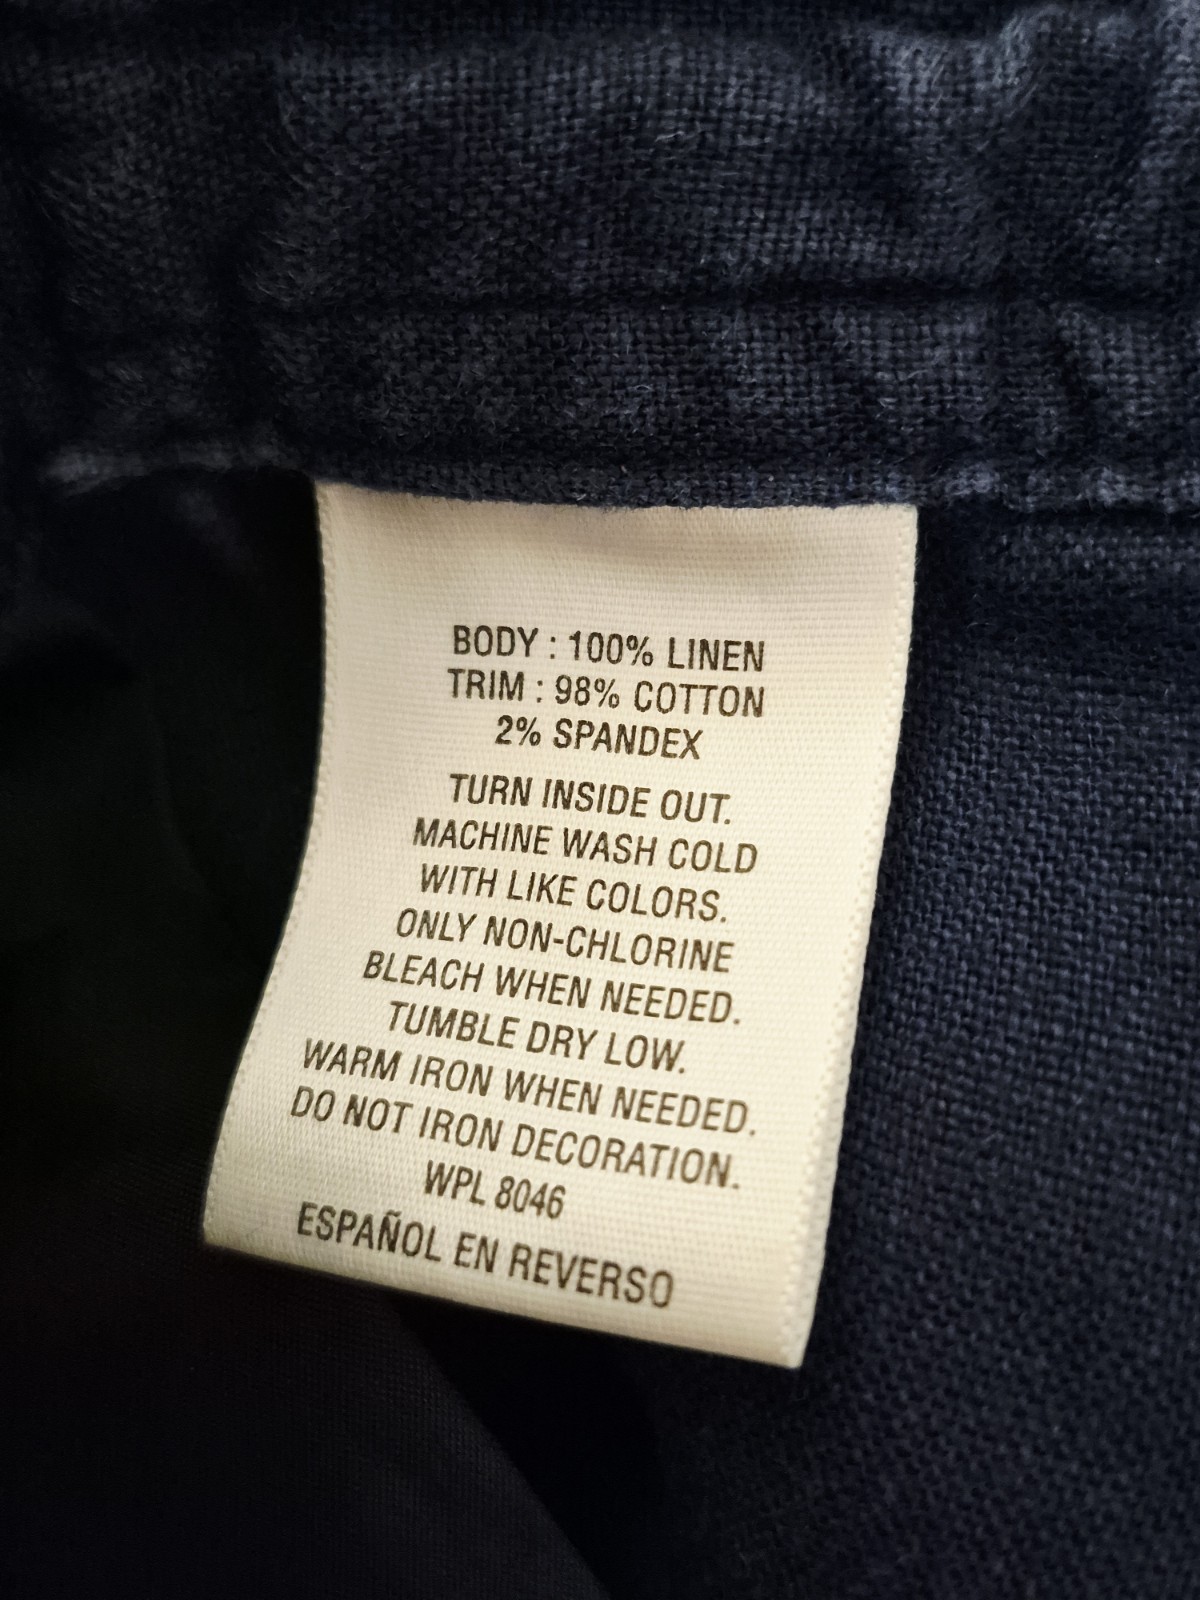 BODY : 100% LINEN
TRIM : 98% COTTON
2% SPANDEX
TURN INSIDE OUT.
MACHINE WASH COLD
WITH LIKE COLORS.
ONLY NON-CHLORINE
BLEACH WHEN NEEDED.
TUMBLE DRY LOW.
WARM IRON WHEN NEEDED.
DO NOT IRON DECORATION.
WPL 8046
ESPAÑOL EN REVERSO